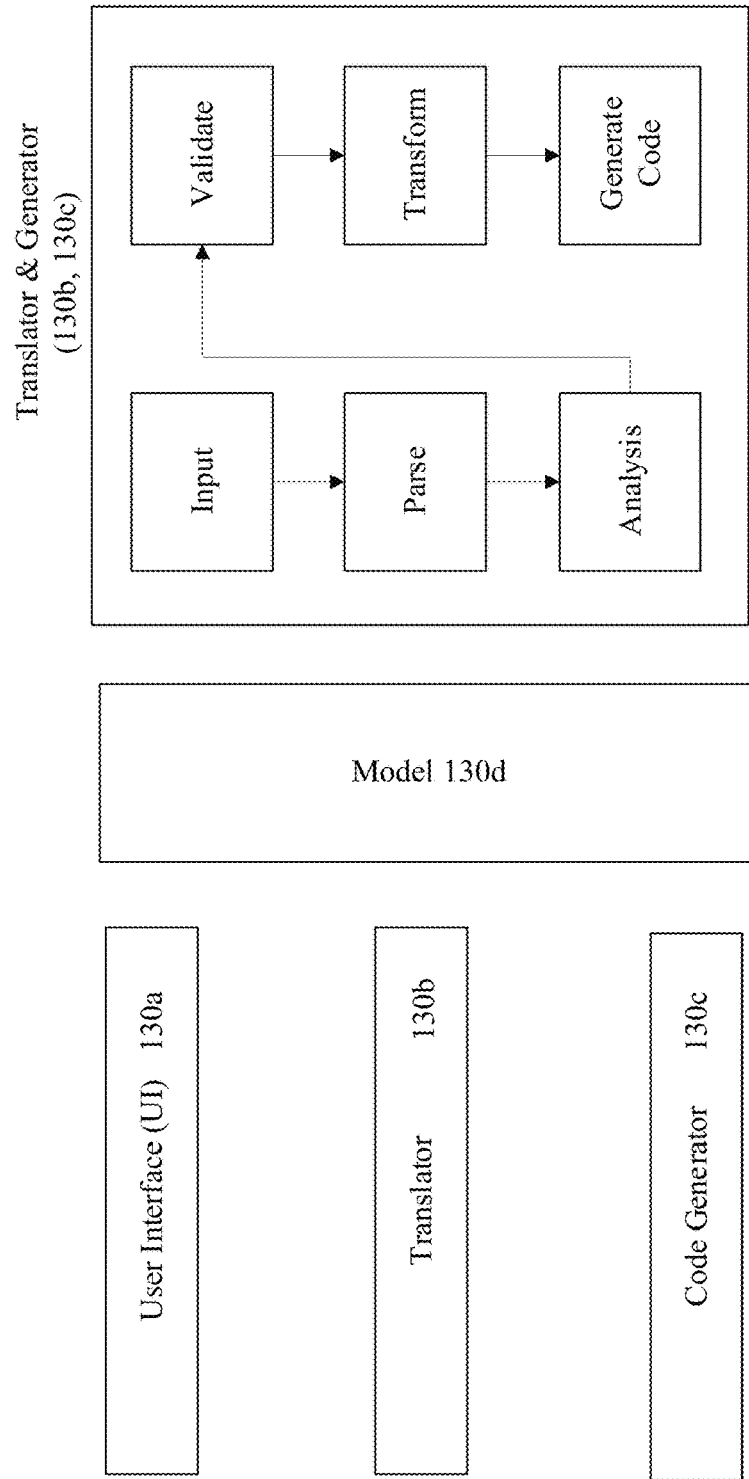 User Interface (UI) 130a
Translator 130b
Code Generator 130c
Model 130d
Translator & Generator
(130b, 130c)
Input
Parse
Analysis
Validate
Transform
Generate
Code